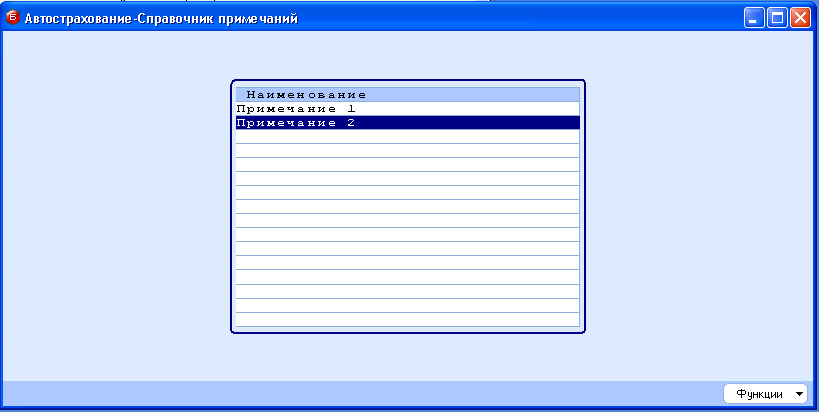 Автострахование-Справочник примечаний
Наименование
Примечание 1
Примечание 2
Функции